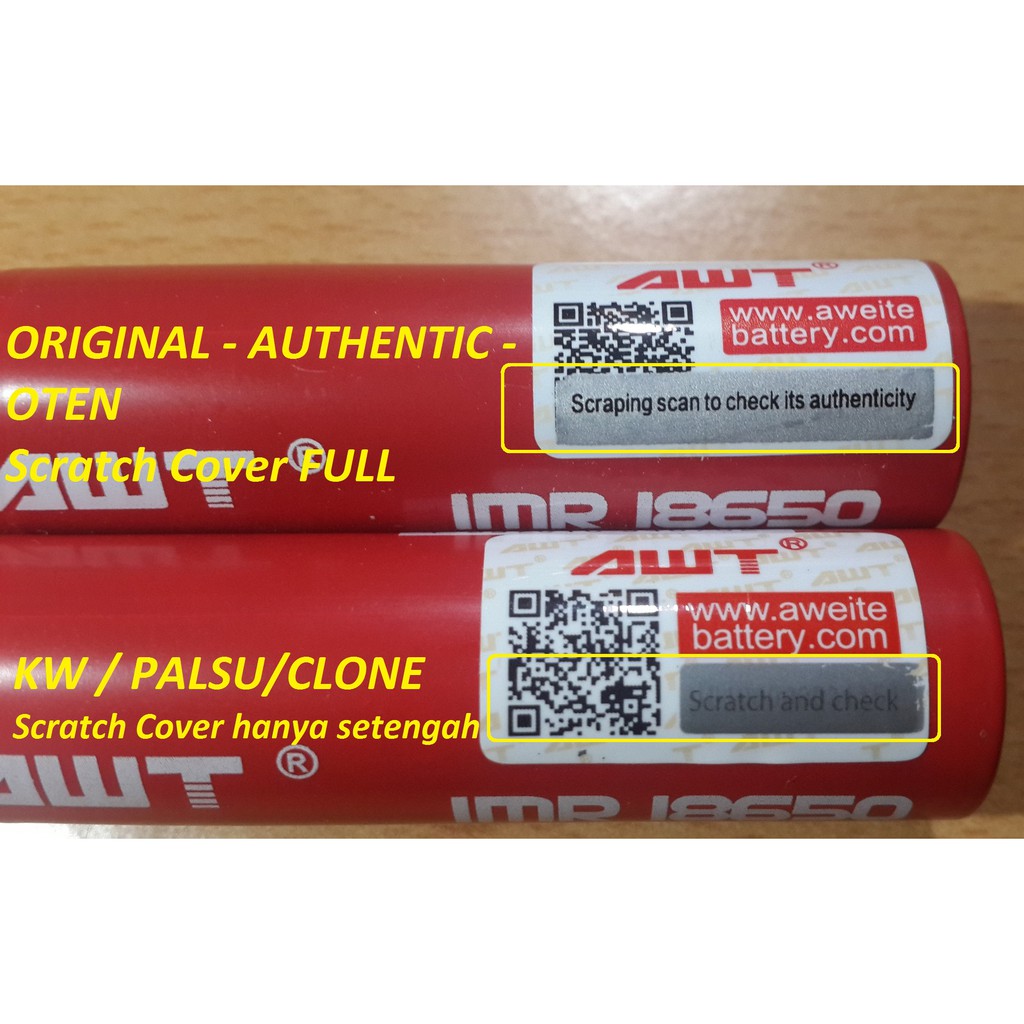 AWT®
www.aweite
battery.com
ORIGINAL - AUTHENTIC -
OTEN
Scratch Cover FULL
Scraping scan to check its authenticity
AWT®
IMR 18650
AWT®
www.aweite
battery.com
KW / PALSU/CLONE
Scratch Cover hanya setengah
Scratch and check
AWT®
IMR 18650